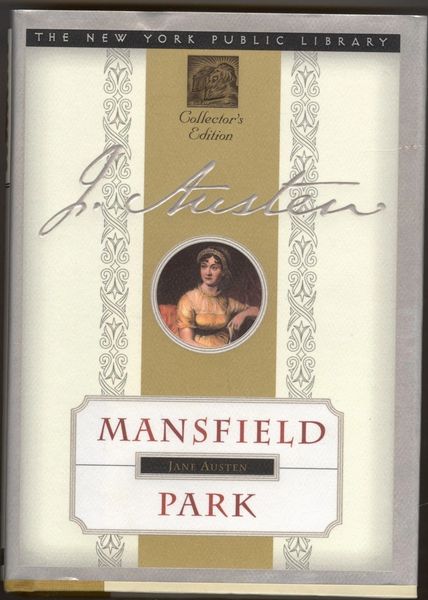 THE NEW YORK PUBLIC LIBRARY
Collector's
Edition
J. Austen
MANSFIELD
JANE AUSTEN
PARK